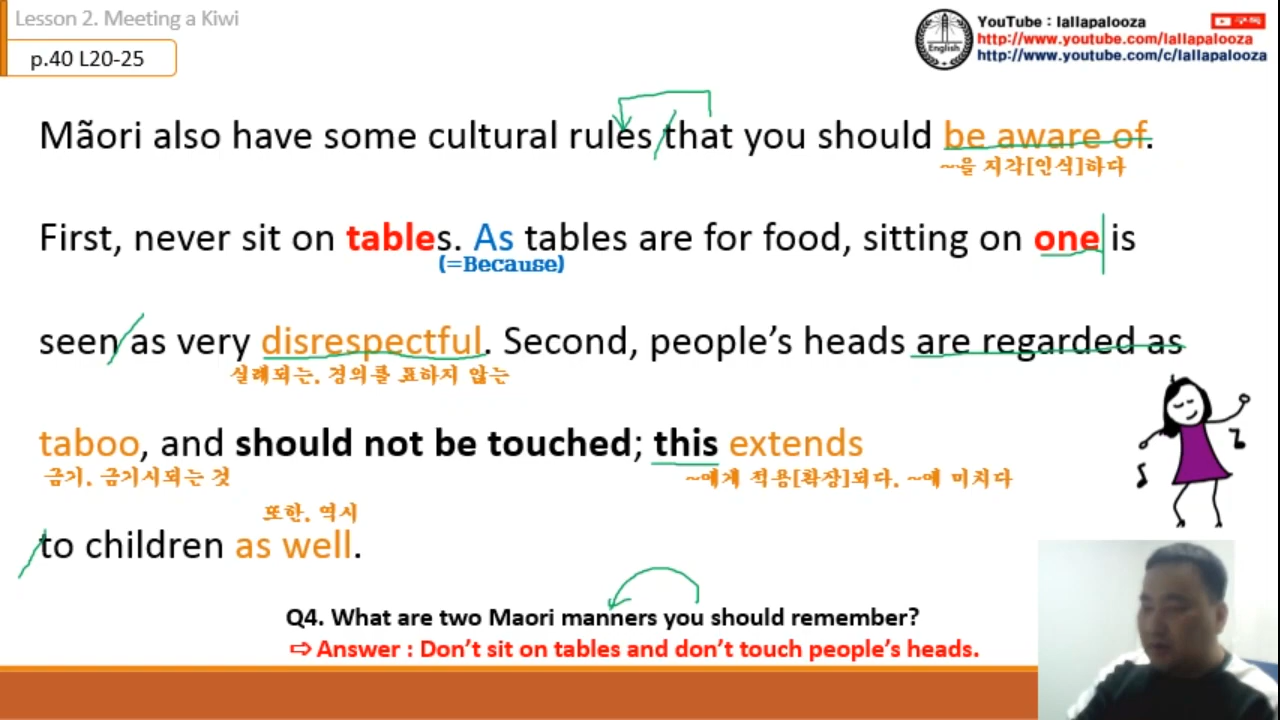 Lesson 2. Meeting a Kiwi
p.40 L20-25
English
YouTube : lallapalooza
구독
http://www.youtube.com/lallapalooza
http://www.youtube.com/c/lallapalooza
Mãori also have some cultural rules that you should be aware of.
~을 지각[인식]하다
First, never sit on tables. As tables are for food, sitting on one is
(=Because)
seen as very disrespectful. Second, people's heads are regarded as
실례되는, 경의를 표하지 않는
taboo, and should not be touched; this extends
금기, 금기시되는 것
~에게 적용[확장]되다, ~에 미치다
또한, 역시
to children as well.
Q4. What are two Maori manners you should remember?
⇨ Answer : Don't sit on tables and don't touch people's heads.